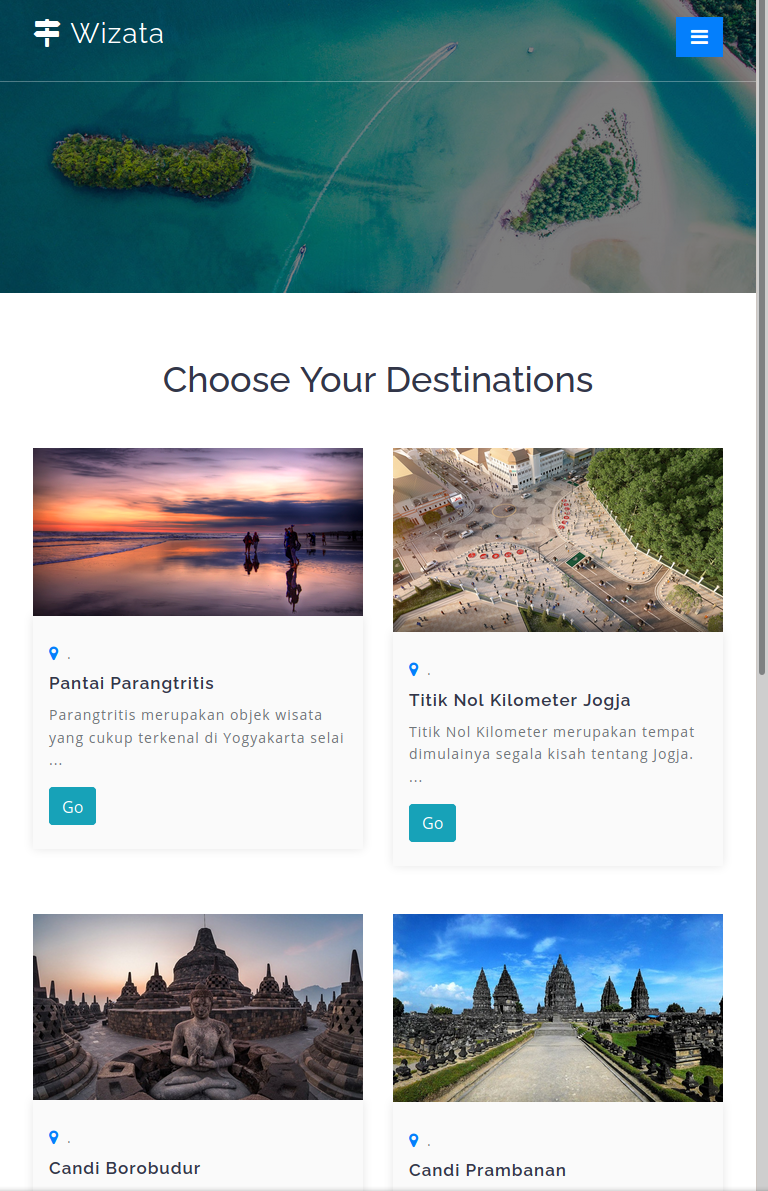 Wizata
Choose Your Destinations
.
Pantai Parangtritis
Parangtritis merupakan objek wisata
yang cukup terkenal di Yogyakarta selai
...
Go
.
Titik Nol Kilometer Jogja
Titik Nol Kilometer merupakan tempat
dimulainya segala kisah tentang Jogja.
...
Go
.
Candi Borobudur
.
Candi Prambanan